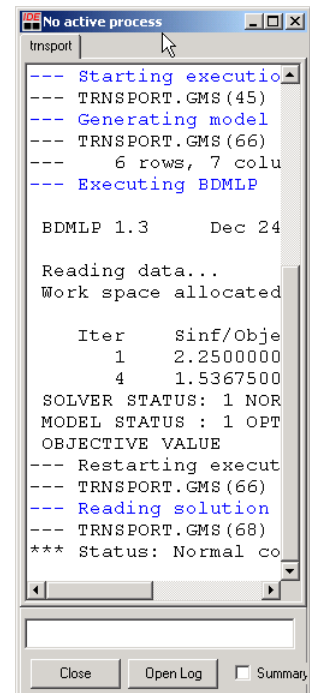 IDE No active process
trnsport
--- Starting executio
--- TRNSPORT.GMS(45)
--- Generating model
--- TRNSPORT.GMS(66)
---    6 rows, 7 colu
--- Executing BDMLP
BDMLP 1.3    Dec 24
Reading data...
Work space allocated
Iter    Sinf/Obje
1    2.2500000
4    1.5367500
SOLVER STATUS: 1 NOR
MODEL STATUS : 1 OPT
OBJECTIVE VALUE
--- Restarting execut
--- TRNSPORT.GMS(66)
--- Reading solution
--- TRNSPORT.GMS(68)
*** Status: Normal co
Close Open Log Summary